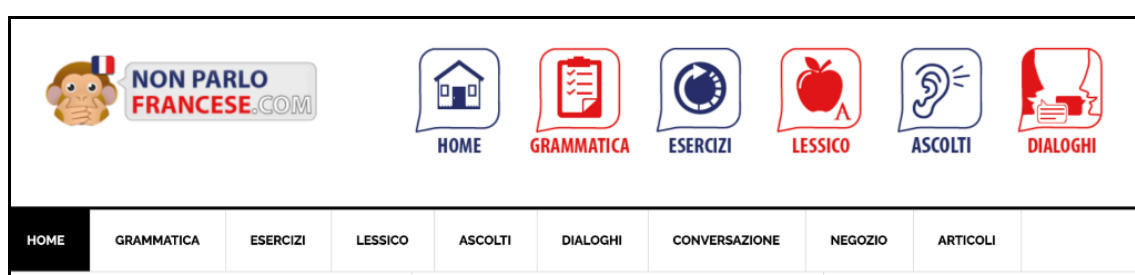 NON PARLO
FRANCESE.COM
HOME GRAMMATICA ESERCIZI LESSICO ASCOLTI DIALOGHI
A
HOME GRAMMATICA ESERCIZI LESSICO ASCOLTI DIALOGHI CONVERSAZIONE NEGOZIO ARTICOLI